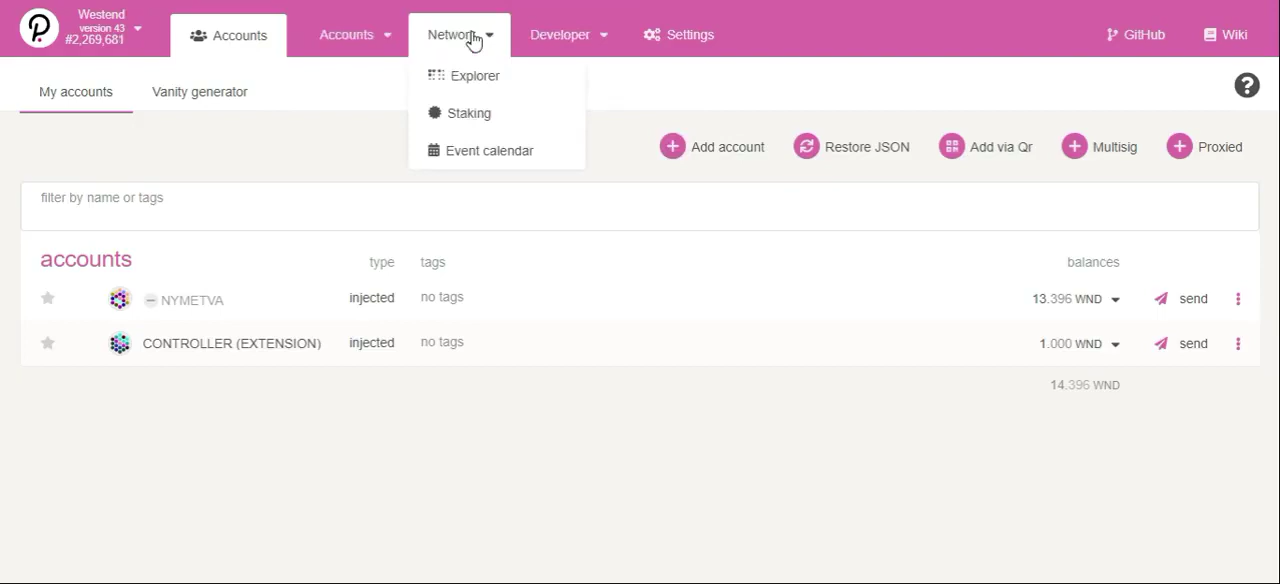 Westend
version 43
#2,269,681
Accounts
Accounts
Network
Developer
Settings
GitHub
Wiki
My accounts
Vanity generator
Explorer
Staking
Event calendar
?
Add account
Restore JSON
Add via Qr
Multisig
Proxied
filter by name or tags
accounts
type
tags
balances
NYMETVA
injected
no tags
13.396 WND
send
CONTROLLER (EXTENSION)
injected
no tags
1.000 WND
send
14.396 WND